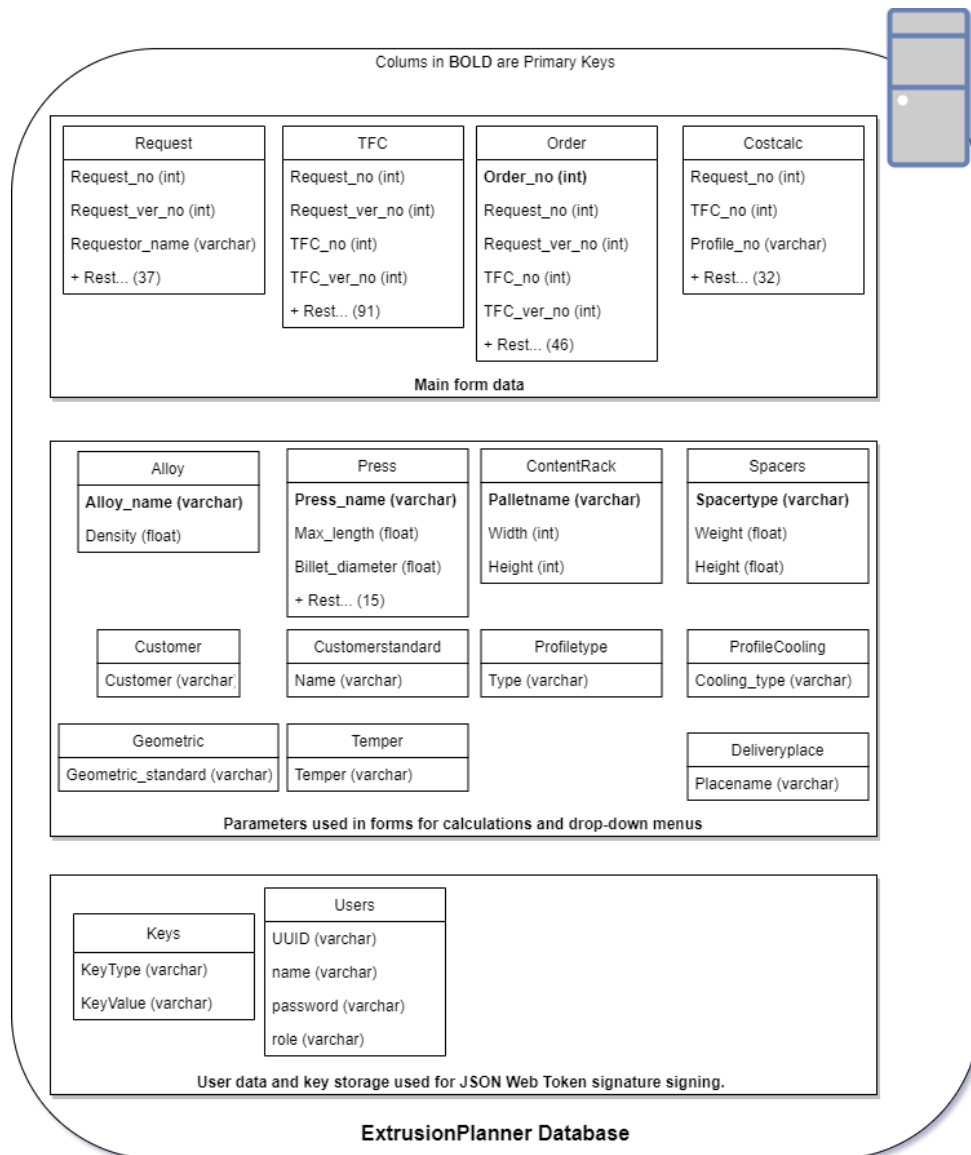 Colums in BOLD are Primary Keys
Request
Request_no (int)
Request_ver_no (int)
Requestor_name (varchar)
+ Rest... (37)
TFC
Request_no (int)
Request_ver_no (int)
TFC_no (int)
TFC_ver_no (int)
+ Rest... (91)
Order
Order_no (int)
Request_no (int)
Request_ver_no (int)
TFC_no (int)
TFC_ver_no (int)
+ Rest... (46)
Costcalc
Request_no (int)
TFC_no (int)
Profile_no (varchar)
+ Rest... (32)
Main form data
Alloy
Alloy_name (varchar)
Density (float)
Press
Press_name (varchar)
Max_length (float)
Billet_diameter (float)
+ Rest... (15)
ContentRack
Palletname (varchar)
Width (int)
Height (int)
Spacers
Spacertype (varchar)
Weight (float)
Height (float)
Customer
Customer (varchar)
Customerstandard
Name (varchar)
Profiletype
Type (varchar)
ProfileCooling
Cooling_type (varchar)
Geometric
Geometric_standard (varchar)
Temper
Temper (varchar)
Deliveryplace
Placename (varchar)
Parameters used in forms for calculations and drop-down menus
Keys
KeyType (varchar)
KeyValue (varchar)
Users
UUID (varchar)
name (varchar)
password (varchar)
role (varchar)
User data and key storage used for JSON Web Token signature signing.
ExtrusionPlanner Database